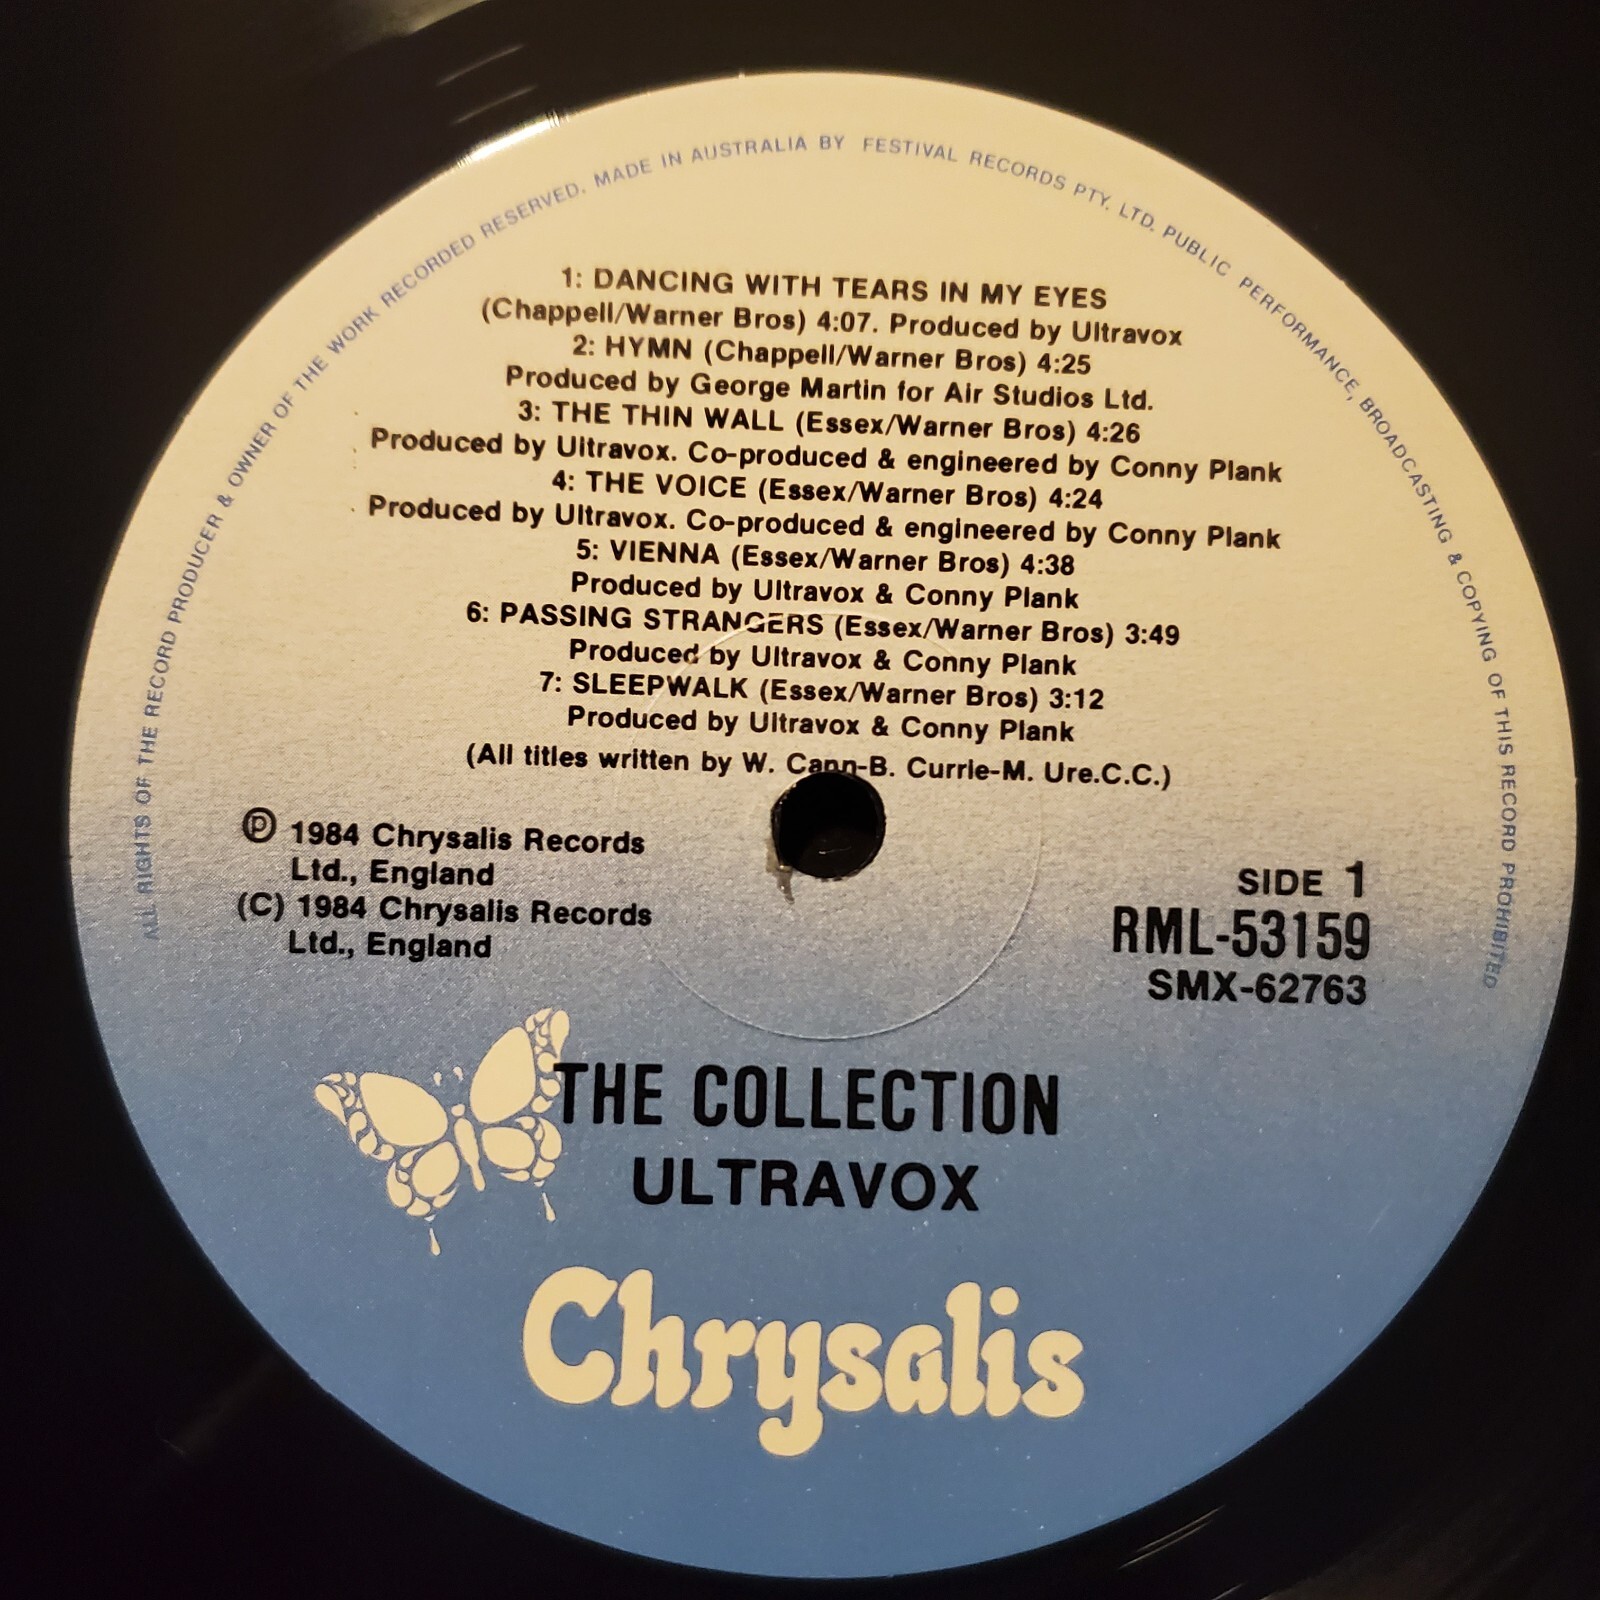 ALL RIGHTS OF THE RECORD PRODUCER & OWNER OF THE WORK RECORDED RESERVED. MADE IN AUSTRALIA BY FESTIVAL RECORDS PTY. LTD. PUBLIC PERFORMANCE, BROADCASTING & COPYING OF THIS RECORD PROHIBITED
1: DANCING WITH TEARS IN MY EYES
(Chappell/Warner Bros) 4:07. Produced by Ultravox
2: HYMN (Chappell/Warner Bros) 4:25
Produced by George Martin for Air Studios Ltd.
3: THE THIN WALL (Essex/Warner Bros) 4:26
Produced by Ultravox. Co-produced & engineered by Conny Plank
4: THE VOICE (Essex/Warner Bros) 4:24
Produced by Ultravox. Co-produced & engineered by Conny Plank
5: VIENNA (Essex/Warner Bros) 4:38
Produced by Ultravox & Conny Plank
6: PASSING STRANGERS (Essex/Warner Bros) 3:49
Produced by Ultravox & Conny Plank
7: SLEEPWALK (Essex/Warner Bros) 3:12
Produced by Ultravox & Conny Plank
(All titles written by W. Cann-B. Currie-M. Ure.C.C.)
℗ 1984 Chrysalis Records
Ltd., England
(C) 1984 Chrysalis Records
Ltd., England
SIDE 1
RML-53159
SMX-62763
THE COLLECTION
ULTRAVOX
Chrysalis